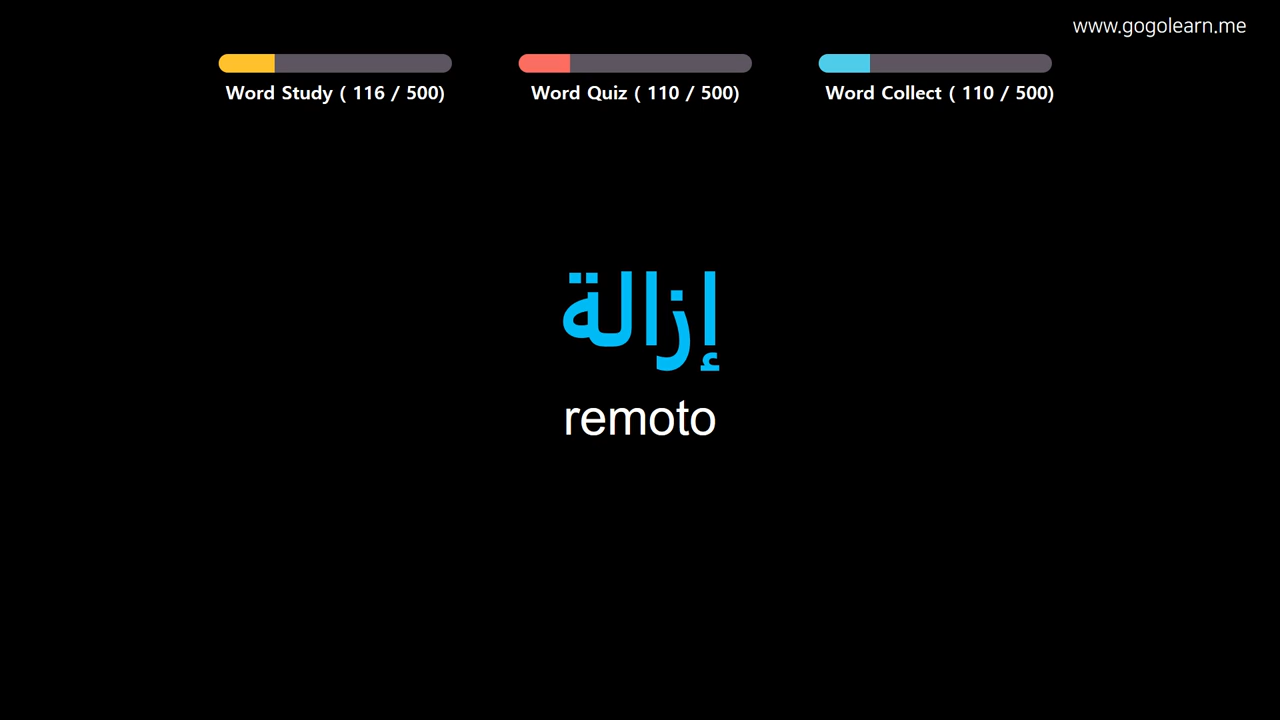 www.gogolearn.me
Word Study ( 116 / 500)
Word Quiz ( 110 / 500)
Word Collect ( 110 / 500)
إزالة
remoto